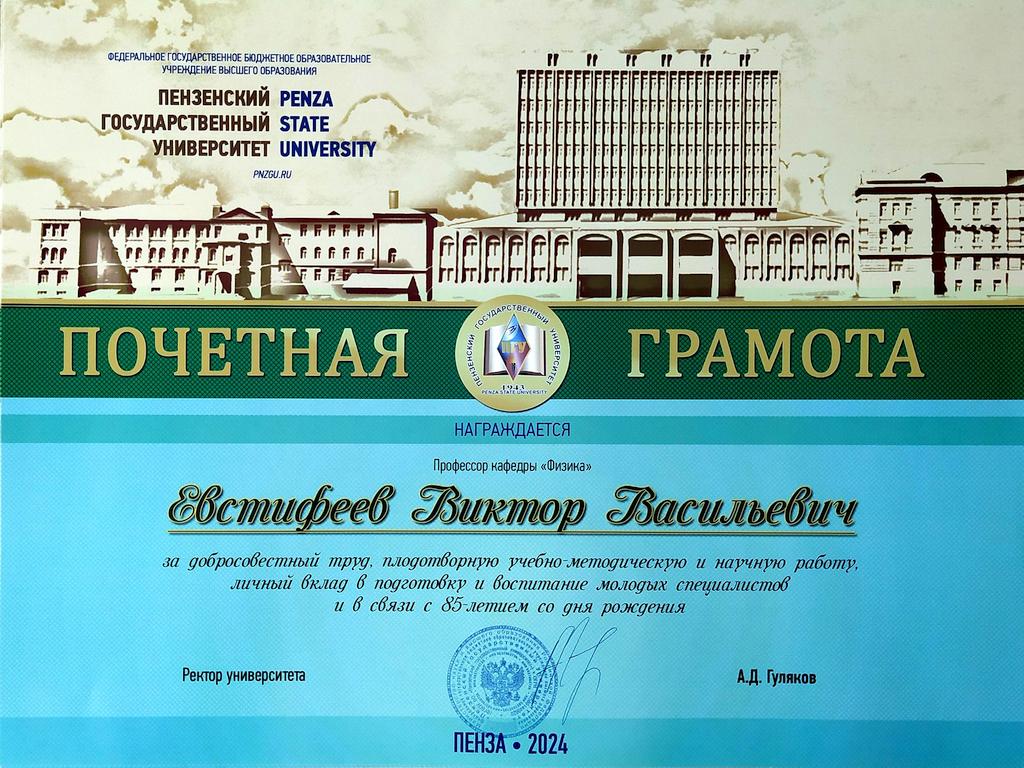 ФЕДЕРАЛЬНОЕ ГОСУДАРСТВЕННОЕ БЮДЖЕТНОЕ ОБРАЗОВАТЕЛЬНОЕ
УЧРЕЖДЕНИЕ ВЫСШЕГО ОБРАЗОВАНИЯ
ПЕНЗЕНСКИЙ PENZA
ГОСУДАРСТВЕННЫЙ STATE
УНИВЕРСИТЕТ UNIVERSITY
PNZGU.RU
ПОЧЕТНАЯ ГРАМОТА
ПЕНЗЕНСКИЙ ГОСУДАРСТВЕННЫЙ УНИВЕРСИТЕТ
ПГУ
1943
PENZA STATE UNIVERSITY
НАГРАЖДАЕТСЯ
Профессор кафедры «Физика»
Евстифеев Виктор Васильевич
за добросовестный труд, плодотворную учебно-методическую и научную работу,
личный вклад в подготовку и воспитание молодых специалистов
и в связи с 85-летием со дня рождения
Ректор университета А.Д. Гуляков
ПЕНЗА • 2024